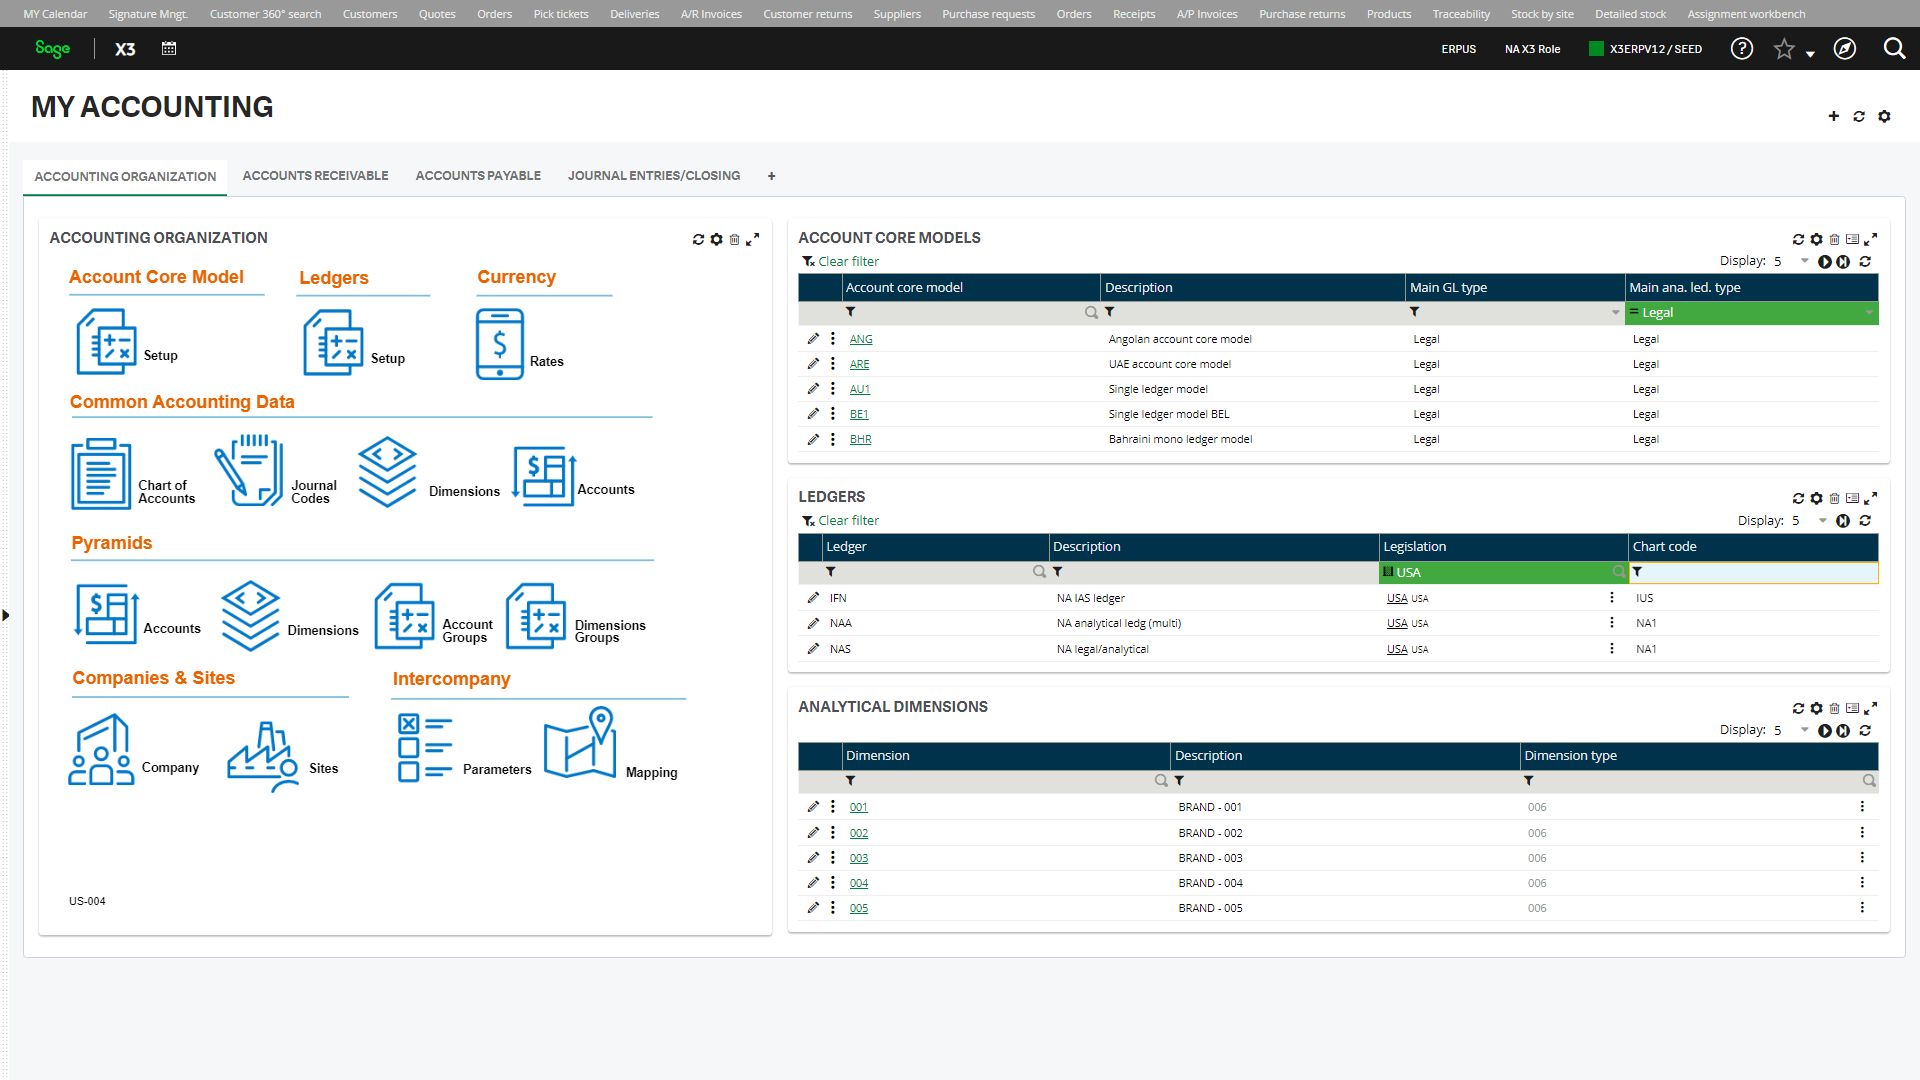 MY Calendar Signature Mngt. Customer 360° search Customers Quotes Orders Pick tickets Deliveries A/R Invoices Customer returns Suppliers Purchase requests Orders Receipts A/P Invoices Purchase returns Products Traceability Stock by site Detailed stock Assignment workbench
Sage X3 ERPUS NA X3 Role X3ERPV12 / SEED
MY ACCOUNTING
ACCOUNTING ORGANIZATION ACCOUNTS RECEIVABLE ACCOUNTS PAYABLE JOURNAL ENTRIES/CLOSING +
ACCOUNTING ORGANIZATION
Account Core Model Ledgers Currency
Setup Setup Rates
Common Accounting Data
Chart of Accounts Journal Codes Dimensions Accounts
Pyramids
Accounts Dimensions Account Groups Dimensions Groups
Companies & Sites Intercompany
Company Sites Parameters Mapping
US-004
ACCOUNT CORE MODELS
Clear filter Display: 5
Account core model Description Main GL type Main ana. led. type
= Legal
ANG Angolan account core model Legal Legal
ARE UAE account core model Legal Legal
AU1 Single ledger model Legal Legal
BE1 Single ledger model BEL Legal Legal
BHR Bahraini mono ledger model Legal Legal
LEDGERS
Clear filter Display: 5
Ledger Description Legislation Chart code
USA
IFN NA IAS ledger USA USA IUS
NAA NA analytical ledg (multi) USA USA NA1
NAS NA legal/analytical USA USA NA1
ANALYTICAL DIMENSIONS
Display: 5
Dimension Description Dimension type
001 BRAND - 001 006
002 BRAND - 002 006
003 BRAND - 003 006
004 BRAND - 004 006
005 BRAND - 005 006